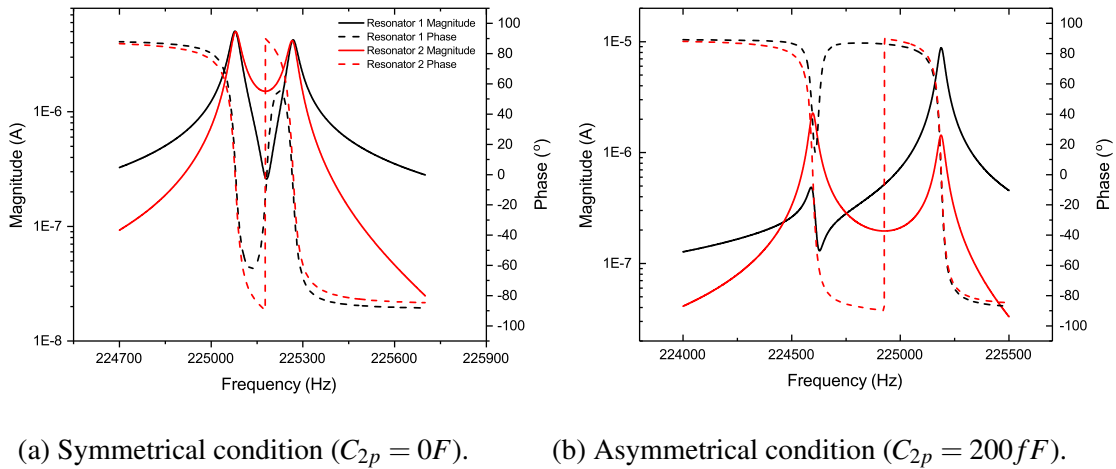 Resonator 1 Magnitude
Resonator 1 Phase
Resonator 2 Magnitude
Resonator 2 Phase
1E-6
1E-7
1E-8
Magnitude (A)
100
80
60
40
20
0
-20
-40
-60
-80
-100
Phase (°)
224700 225000 225300 225600 225900
Frequency (Hz)
1E-5
1E-6
1E-7
Magnitude (A)
100
80
60
40
20
0
-20
-40
-60
-80
-100
Phase (°)
224000 224500 225000 225500
Frequency (Hz)
(a) Symmetrical condition (C₂ₚ = 0F).
(b) Asymmetrical condition (C₂ₚ = 200fF).